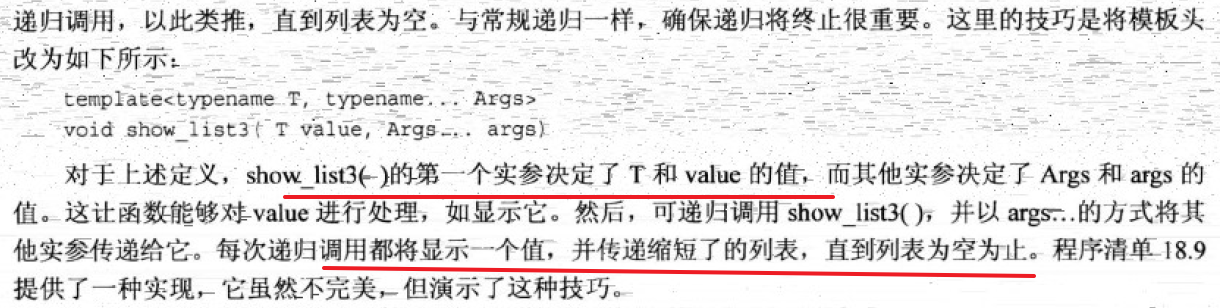 递归调用，以此类推，直到列表为空。与常规递归一样，确保递归将终止很重要。这里的技巧是将模板头
改为如下所示：
template<typename T, typename... Args>
void show_list3( T value, Args... args)
对于上述定义，show_list3( )的第一个实参决定了 T 和 value 的值，而其他实参决定了 Args 和 args 的
值。这让函数能够对 value 进行处理，如显示它。然后，可递归调用 show_list3( )，并以 args…的方式将其
他实参传递给它。每次递归调用都将显示一个值，并传递缩短了的列表，直到列表为空为止。程序清单 18.9
提供了一种实现，它虽然不完美，但演示了这种技巧。